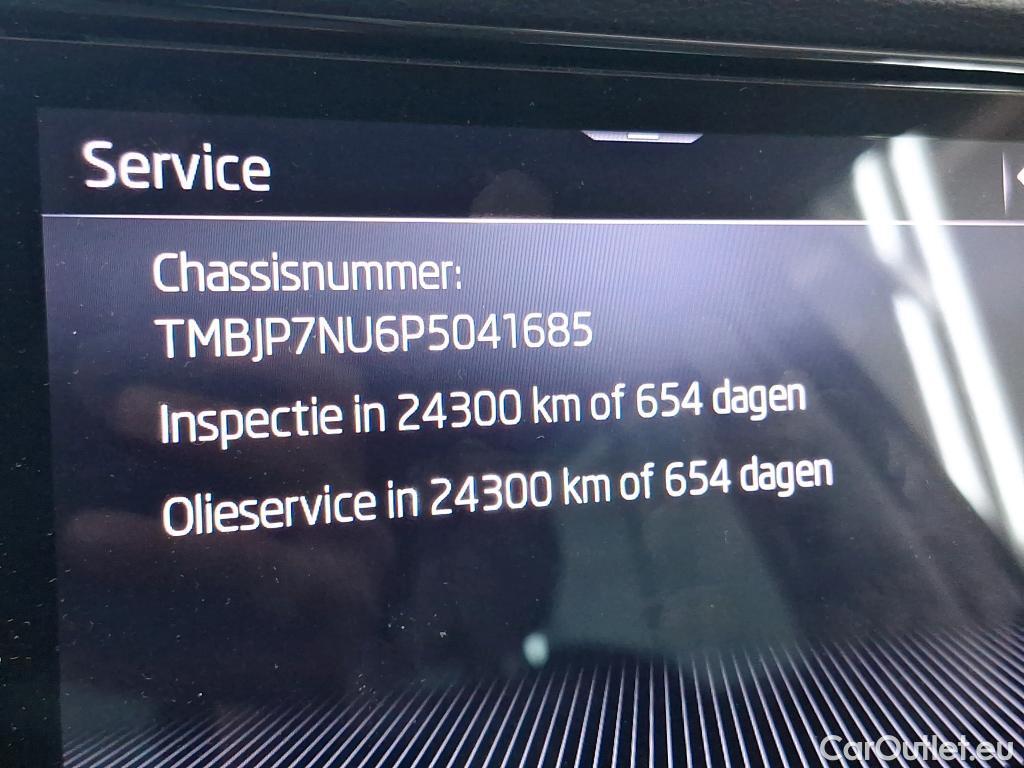 Service
Chassisnummer:
TMBJP7NU6P5041685
Inspectie in 24300 km of 654 dagen
Olieservice in 24300 km of 654 dagen
CarOutlet.eu